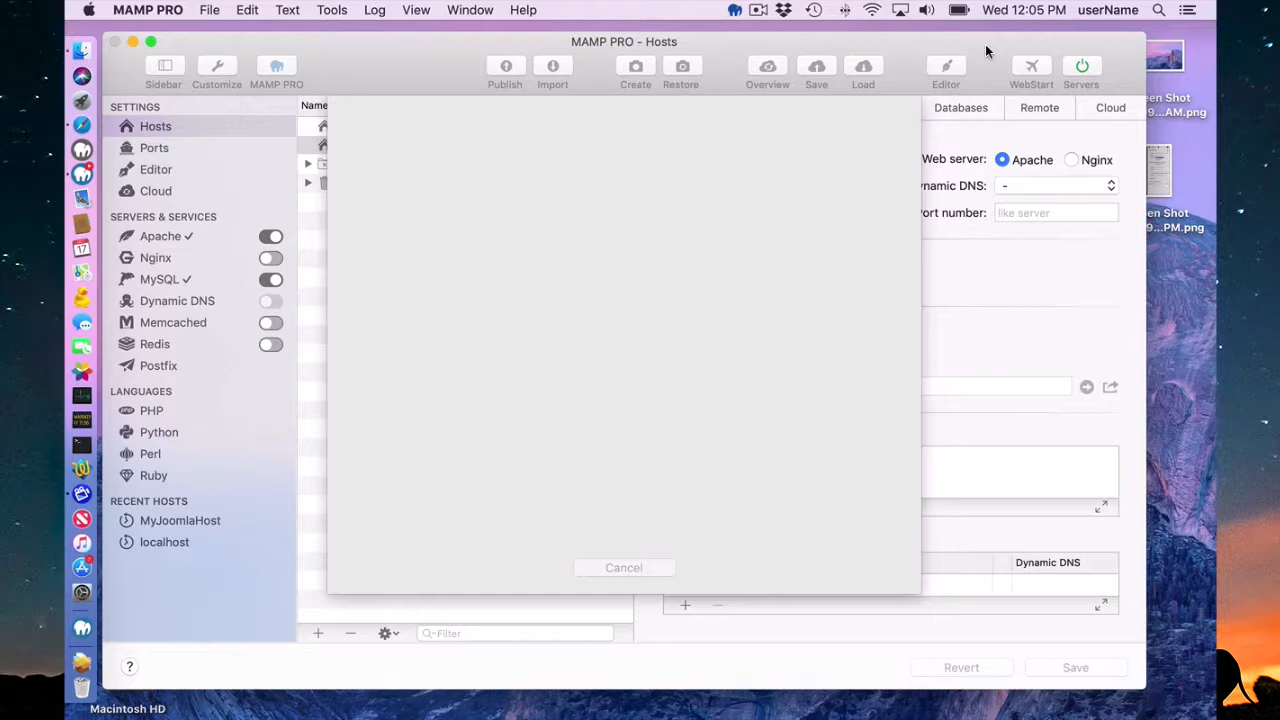 MAMP PRO File Edit Text Tools Log View Window Help Wed 12:05 PM userName
MAMP PRO - Hosts
Sidebar Customize MAMP PRO Publish Import Create Restore Overview Save Load Editor WebStart Servers
SETTINGS
Hosts
Ports
Editor
Cloud
SERVERS & SERVICES
Apache
Nginx
MySQL
Dynamic DNS
Memcached
Redis
Postfix
LANGUAGES
PHP
Python
Perl
Ruby
RECENT HOSTS
MyJoomlaHost
localhost
Name
Cancel
Filter
Databases Remote Cloud
Web server: Apache Nginx
ynamic DNS: -
ort number: like server
Dynamic DNS
? Revert Save
een Shot
9...AM.png
een Shot
9...PM.png
17
Macintosh HD